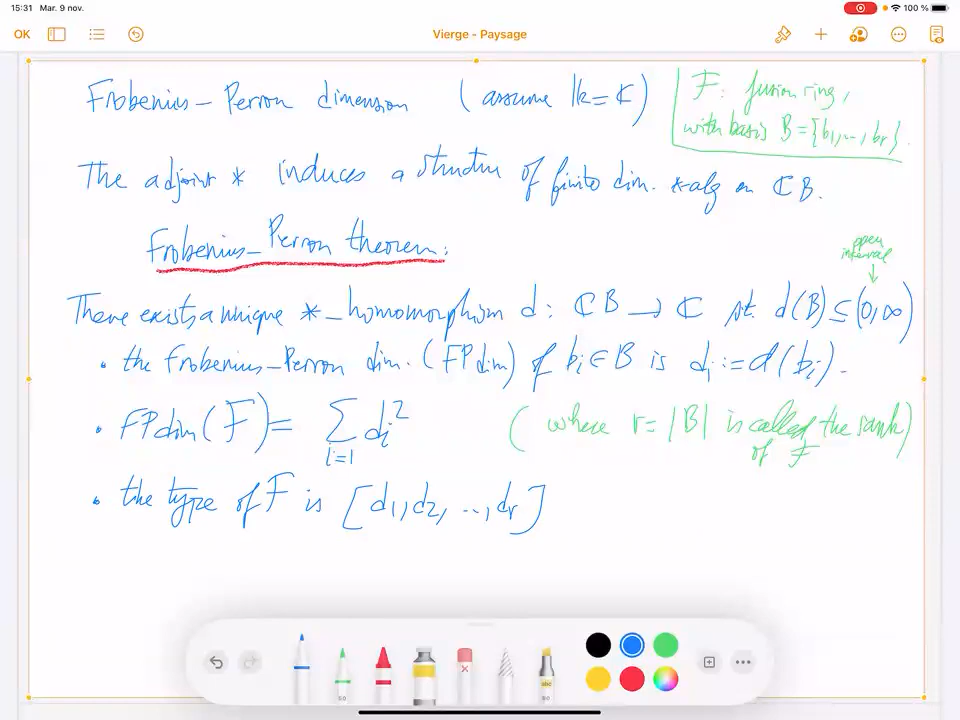 15:31 Mar. 9 nov.
100 %
OK
Vierge – Paysage
Frobenius – Perron dimension (assume 𝕜 = ℂ)
F: fusion ring,
with basis B = {b1, ..., br}.
The adjoint * induces a structure of finite dim. *-alg on ℂB.
Frobenius – Perron theorem:
open
interval
There exists a unique * – homomorphism d: ℂB → ℂ st. d(B) ⊆ (0, ∞)
• the Frobenius – Perron dim. (FPdim) of bi ∈ B is di := d(bi).
• FPdim(F) = ∑ di²
i=1
(where r = |B| is called the rank
of F)
• the type of F is [d1, d2, ..., dr]